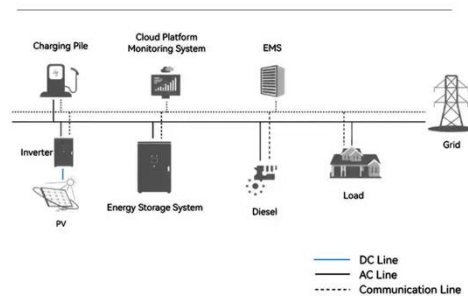 Charging Pile
Cloud Platform
Monitoring System
EMS
Grid
Inverter
PV
Energy Storage System
Diesel
Load
DC Line
AC Line
Communication Line